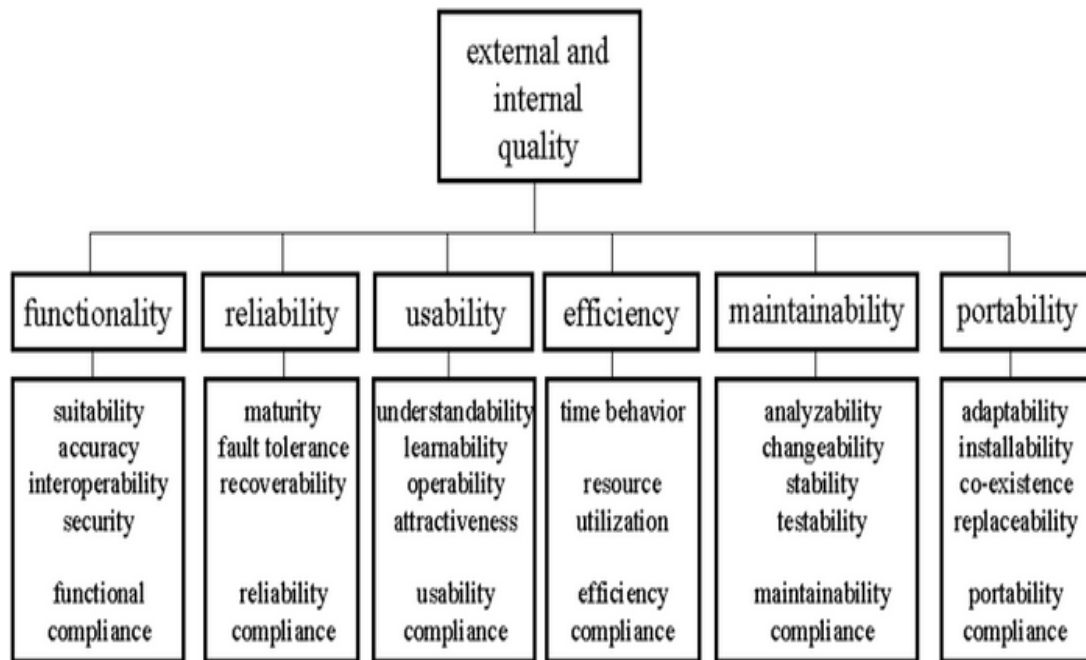 external and
internal
quality
functionality
reliability
usability
efficiency
maintainability
portability
suitability
accuracy
interoperability
security
functional
compliance
maturity
fault tolerance
recoverability
reliability
compliance
understandability
learnability
operability
attractiveness
usability
compliance
time behavior
resource
utilization
efficiency
compliance
analyzability
changeability
stability
testability
maintainability
compliance
adaptability
installability
co-existence
replaceability
portability
compliance